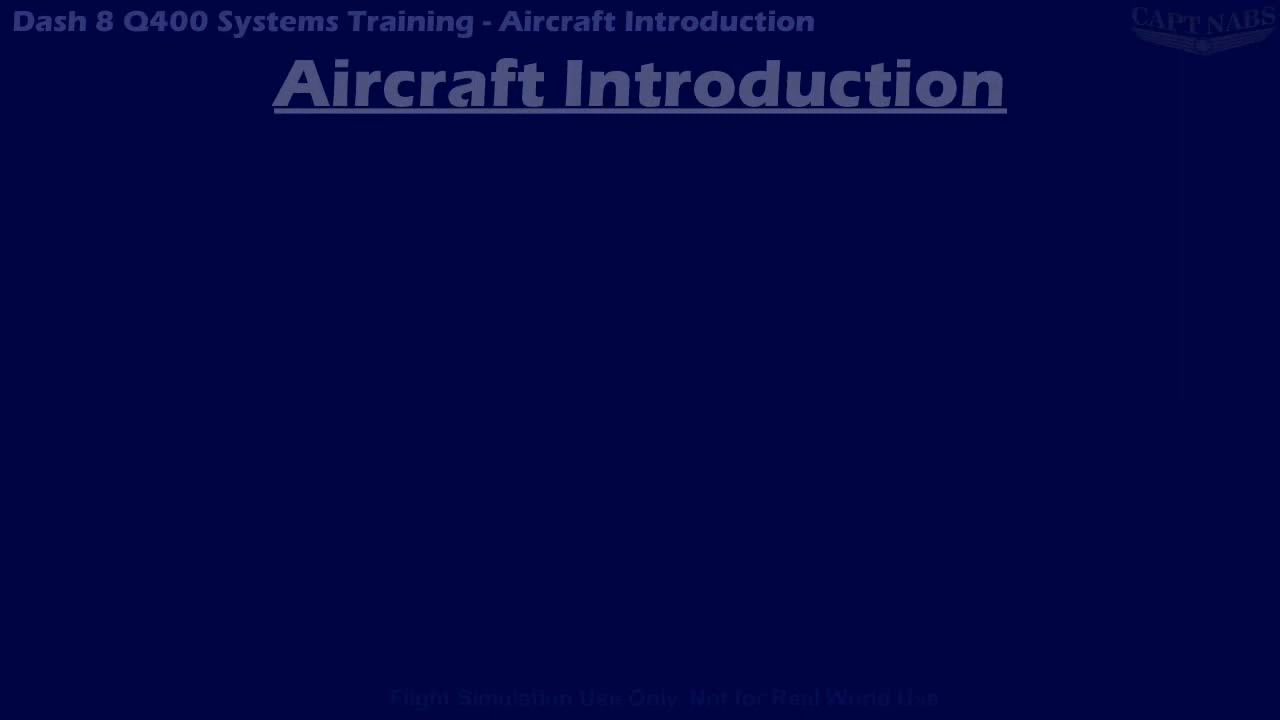 Dash 8 Q400 Systems Training - Aircraft Introduction
CAPT NABS
Aircraft Introduction
Flight Simulation Use Only. Not for Real World Use